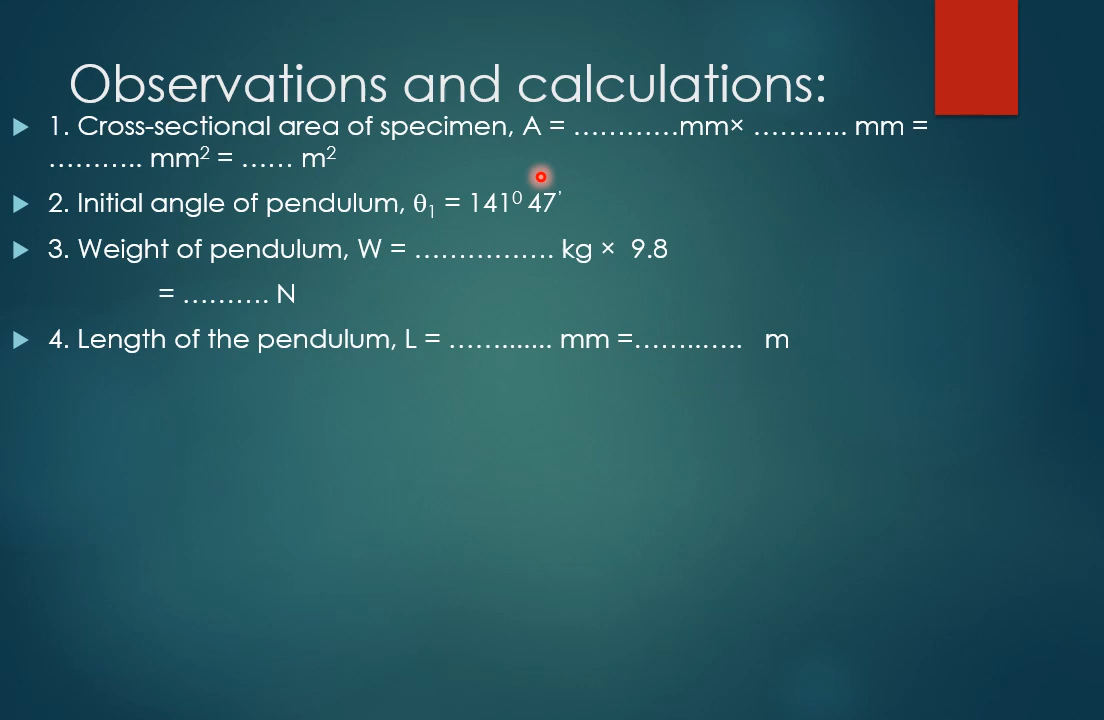 Observations and calculations:
1. Cross-sectional area of specimen, A = …………mm× ……….. mm =
……….. mm² = …… m²
2. Initial angle of pendulum, θ₁ = 141⁰ 47'
3. Weight of pendulum, W = ……………. kg × 9.8
= ………. N
4. Length of the pendulum, L = ……....... mm =……..….. m